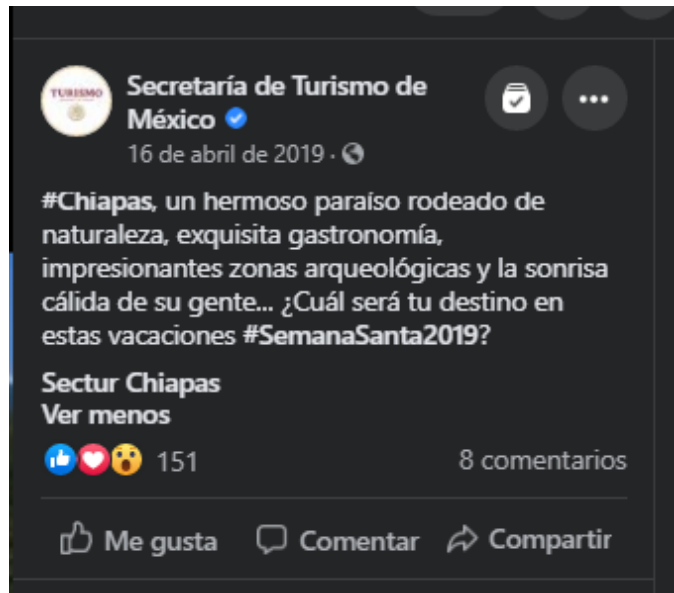 TURISMO
Secretaría de Turismo de
México
16 de abril de 2019 ·
#Chiapas, un hermoso paraíso rodeado de
naturaleza, exquisita gastronomía,
impresionantes zonas arqueológicas y la sonrisa
cálida de su gente... ¿Cuál será tu destino en
estas vacaciones #SemanaSanta2019?
Sectur Chiapas
Ver menos
151
8 comentarios
Me gusta
Comentar
Compartir